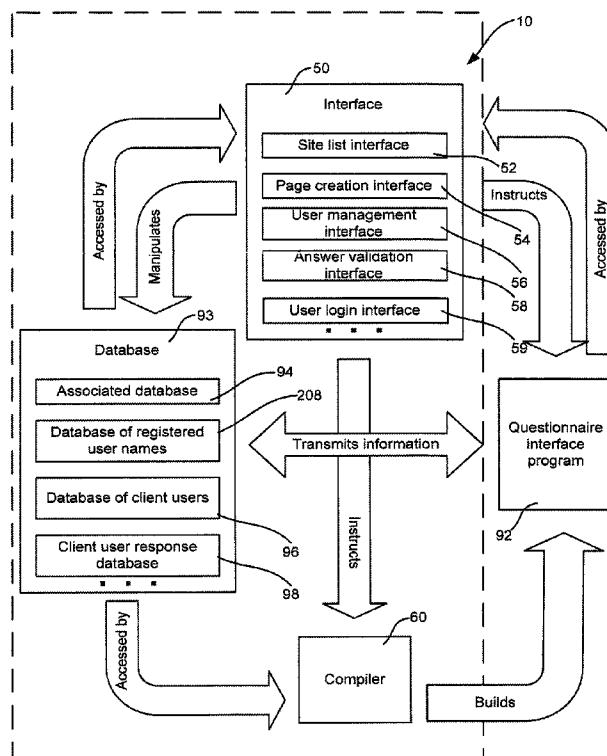 10
50
Interface
Site list interface
52
Page creation interface
54
User management
interface
56
Answer validation
interface
58
User login interface
59
Accessed by
Manipulates
Instructs
Accessed by
93
Database
Associated database
94
208
Database of registered
user names
Database of client users
96
Client user response
database
98
Transmits information
Questionnaire
interface
program
92
Instructs
60
Compiler
Accessed by
Builds